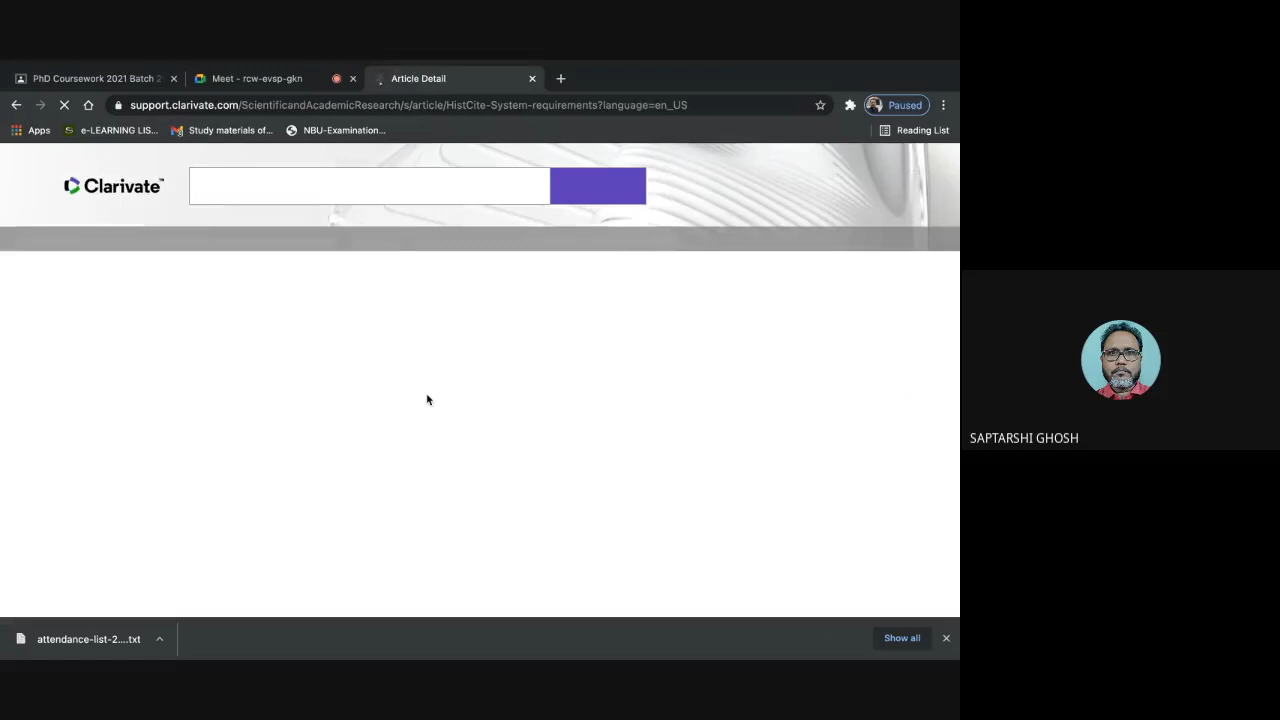 PhD Coursework 2021 Batch 2
Meet - rcw-evsp-gkn
Article Detail
support.clarivate.com/ScientificandAcademicResearch/s/article/HistCite-System-requirements?language=en_US
Paused
Apps
e-LEARNING LIS...
Study materials of...
NBU-Examination...
Reading List
Clarivate™
SAPTARSHI GHOSH
attendance-list-2....txt
Show all